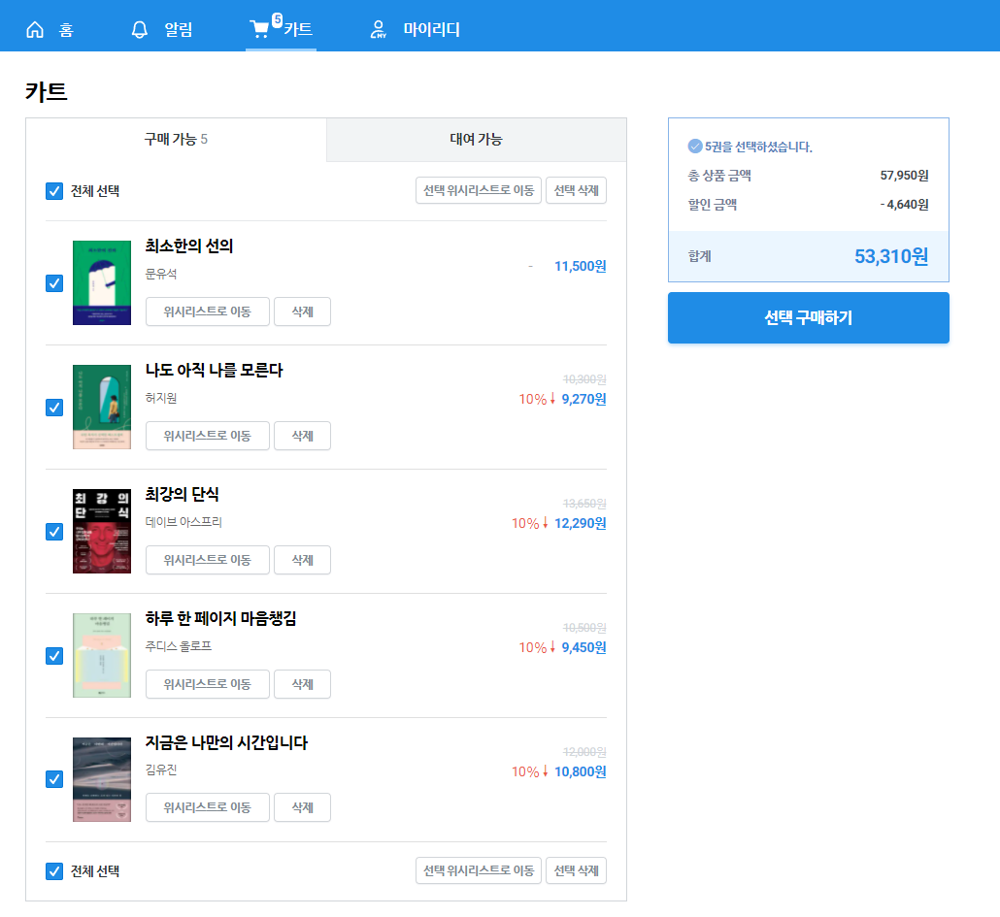 홈 알림 5 카트 마이리디
카트
구매 가능 5 대여 가능
전체 선택 선택 위시리스트로 이동 선택 삭제
최소한의 선의
문유석
- 11,500원
위시리스트로 이동 삭제
나도 아직 나를 모른다
허지원
10,300원
10%↓ 9,270원
위시리스트로 이동 삭제
최강의
단식
최강의 단식
데이브 아스프리
13,650원
10%↓ 12,290원
위시리스트로 이동 삭제
하루 한 페이지 마음챙김
주디스 올로프
10,500원
10%↓ 9,450원
위시리스트로 이동 삭제
지금은 나만의 시간입니다
김유진
12,000원
10%↓ 10,800원
위시리스트로 이동 삭제
전체 선택 선택 위시리스트로 이동 선택 삭제
5권을 선택하셨습니다.
총 상품 금액 57,950원
할인 금액 - 4,640원
합계 53,310원
선택 구매하기